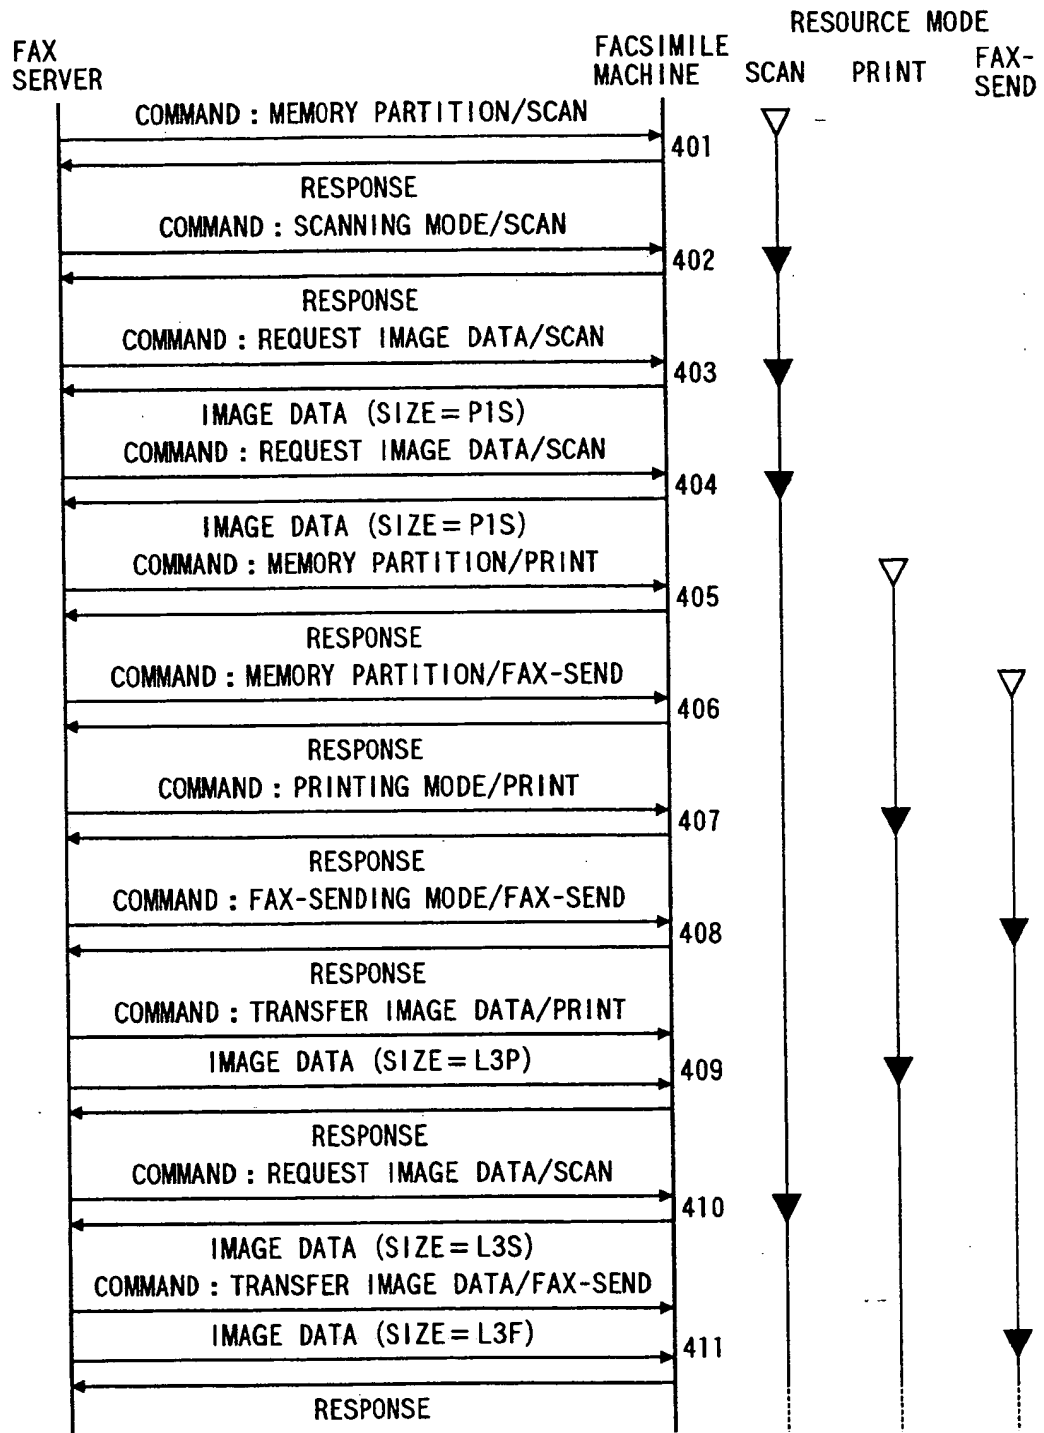 RESOURCE MODE
FAX SERVER
FACSIMILE MACHINE
SCAN
PRINT
FAX-SEND
COMMAND : MEMORY PARTITION/SCAN
401
RESPONSE
COMMAND : SCANNING MODE/SCAN
402
RESPONSE
COMMAND : REQUEST IMAGE DATA/SCAN
403
IMAGE DATA (SIZE=P1S)
COMMAND : REQUEST IMAGE DATA/SCAN
404
IMAGE DATA (SIZE=P1S)
COMMAND : MEMORY PARTITION/PRINT
405
RESPONSE
COMMAND : MEMORY PARTITION/FAX-SEND
406
RESPONSE
COMMAND : PRINTING MODE/PRINT
407
RESPONSE
COMMAND : FAX-SENDING MODE/FAX-SEND
408
RESPONSE
COMMAND : TRANSFER IMAGE DATA/PRINT
IMAGE DATA (SIZE=L3P)
409
RESPONSE
COMMAND : REQUEST IMAGE DATA/SCAN
410
IMAGE DATA (SIZE=L3S)
COMMAND : TRANSFER IMAGE DATA/FAX-SEND
IMAGE DATA (SIZE=L3F)
411
RESPONSE